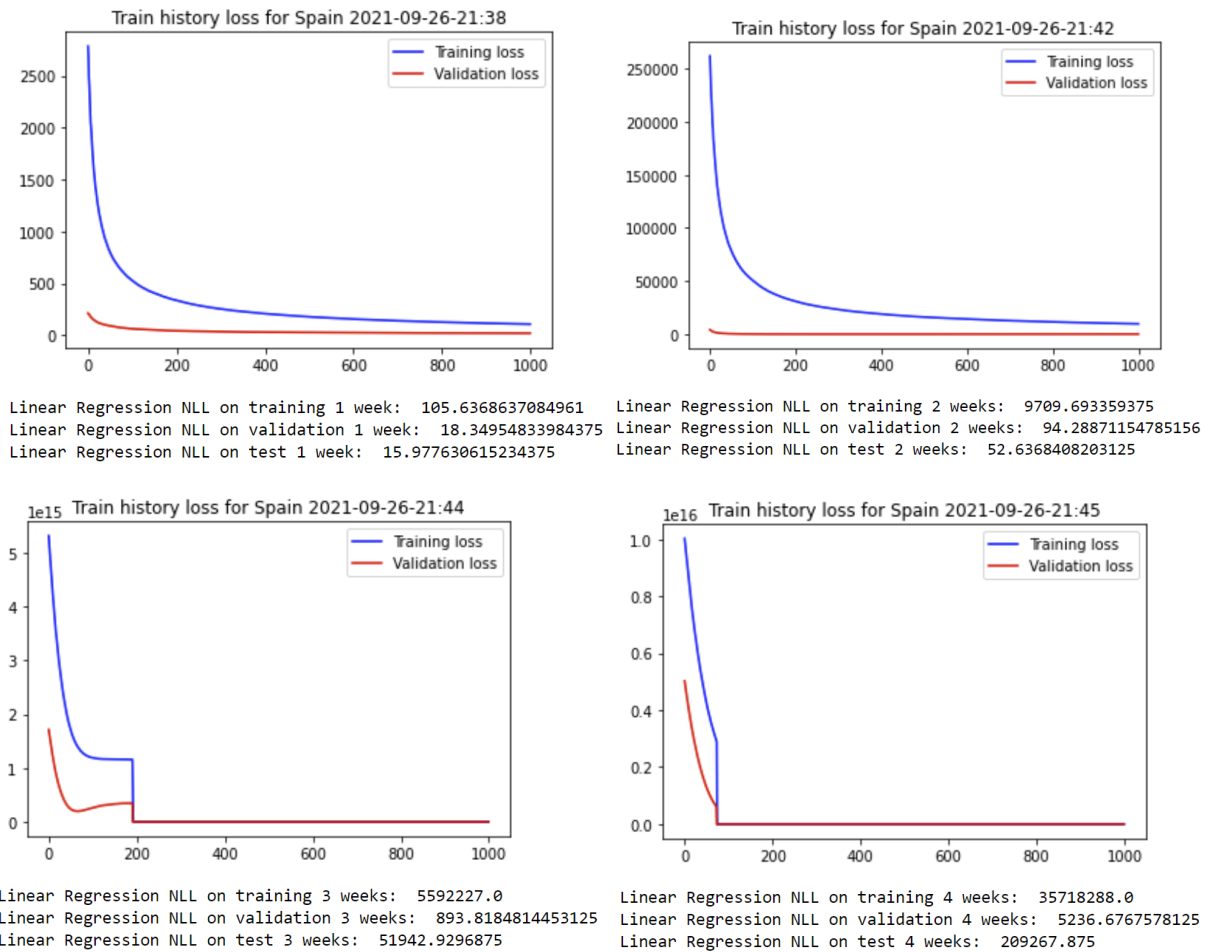 Train history loss for Spain 2021-09-26-21:38
Training loss
Validation loss
2500
2000
1500
1000
500
0
0 200 400 600 800 1000
Linear Regression NLL on training 1 week: 105.6368637084961
Linear Regression NLL on validation 1 week: 18.34954833984375
Linear Regression NLL on test 1 week: 15.977630615234375
Train history loss for Spain 2021-09-26-21:42
Training loss
Validation loss
250000
200000
150000
100000
50000
0
0 200 400 600 800 1000
Linear Regression NLL on training 2 weeks: 9709.693359375
Linear Regression NLL on validation 2 weeks: 94.28871154785156
Linear Regression NLL on test 2 weeks: 52.6368408203125
1e15 Train history loss for Spain 2021-09-26-21:44
Training loss
Validation loss
5
4
3
2
1
0
0 200 400 600 800 1000
Linear Regression NLL on training 3 weeks: 5592227.0
Linear Regression NLL on validation 3 weeks: 893.8184814453125
Linear Regression NLL on test 3 weeks: 51942.9296875
1e16 Train history loss for Spain 2021-09-26-21:45
Training loss
Validation loss
1.0
0.8
0.6
0.4
0.2
0.0
0 200 400 600 800 1000
Linear Regression NLL on training 4 weeks: 35718288.0
Linear Regression NLL on validation 4 weeks: 5236.6767578125
Linear Regression NLL on test 4 weeks: 209267.875